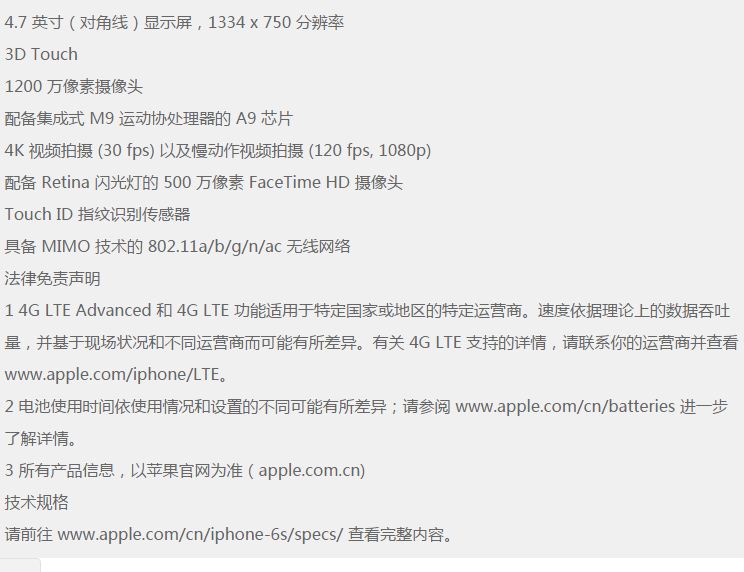 4.7 英寸（对角线）显示屏，1334 x 750 分辨率
3D Touch
1200 万像素摄像头
配备集成式 M9 运动协处理器的 A9 芯片
4K 视频拍摄 (30 fps) 以及慢动作视频拍摄 (120 fps, 1080p)
配备 Retina 闪光灯的 500 万像素 FaceTime HD 摄像头
Touch ID 指纹识别传感器
具备 MIMO 技术的 802.11a/b/g/n/ac 无线网络
法律免责声明
1 4G LTE Advanced 和 4G LTE 功能适用于特定国家或地区的特定运营商。速度依据理论上的数据吞吐
量，并基于现场状况和不同运营商而可能有所差异。有关 4G LTE 支持的详情，请联系你的运营商并查看
www.apple.com/iphone/LTE。
2 电池使用时间依使用情况和设置的不同可能有所差异；请参阅 www.apple.com/cn/batteries 进一步
了解详情。
3 所有产品信息，以苹果官网为准（apple.com.cn)
技术规格
请前往 www.apple.com/cn/iphone-6s/specs/ 查看完整内容。